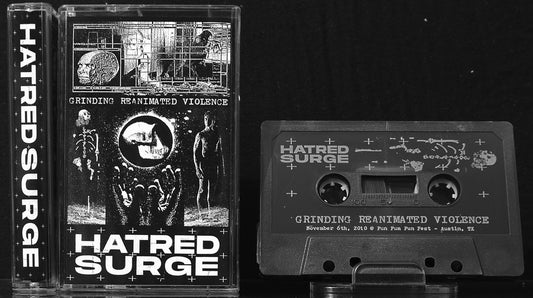 HATRED SURGE
GRINDING REANIMATED VIOLENCE
HATRED
SURGE
HATRED
SURGE
GRINDING REANIMATED VIOLENCE
November 6th, 2010 @ Fun Fun Fun Fest - Austin, TX